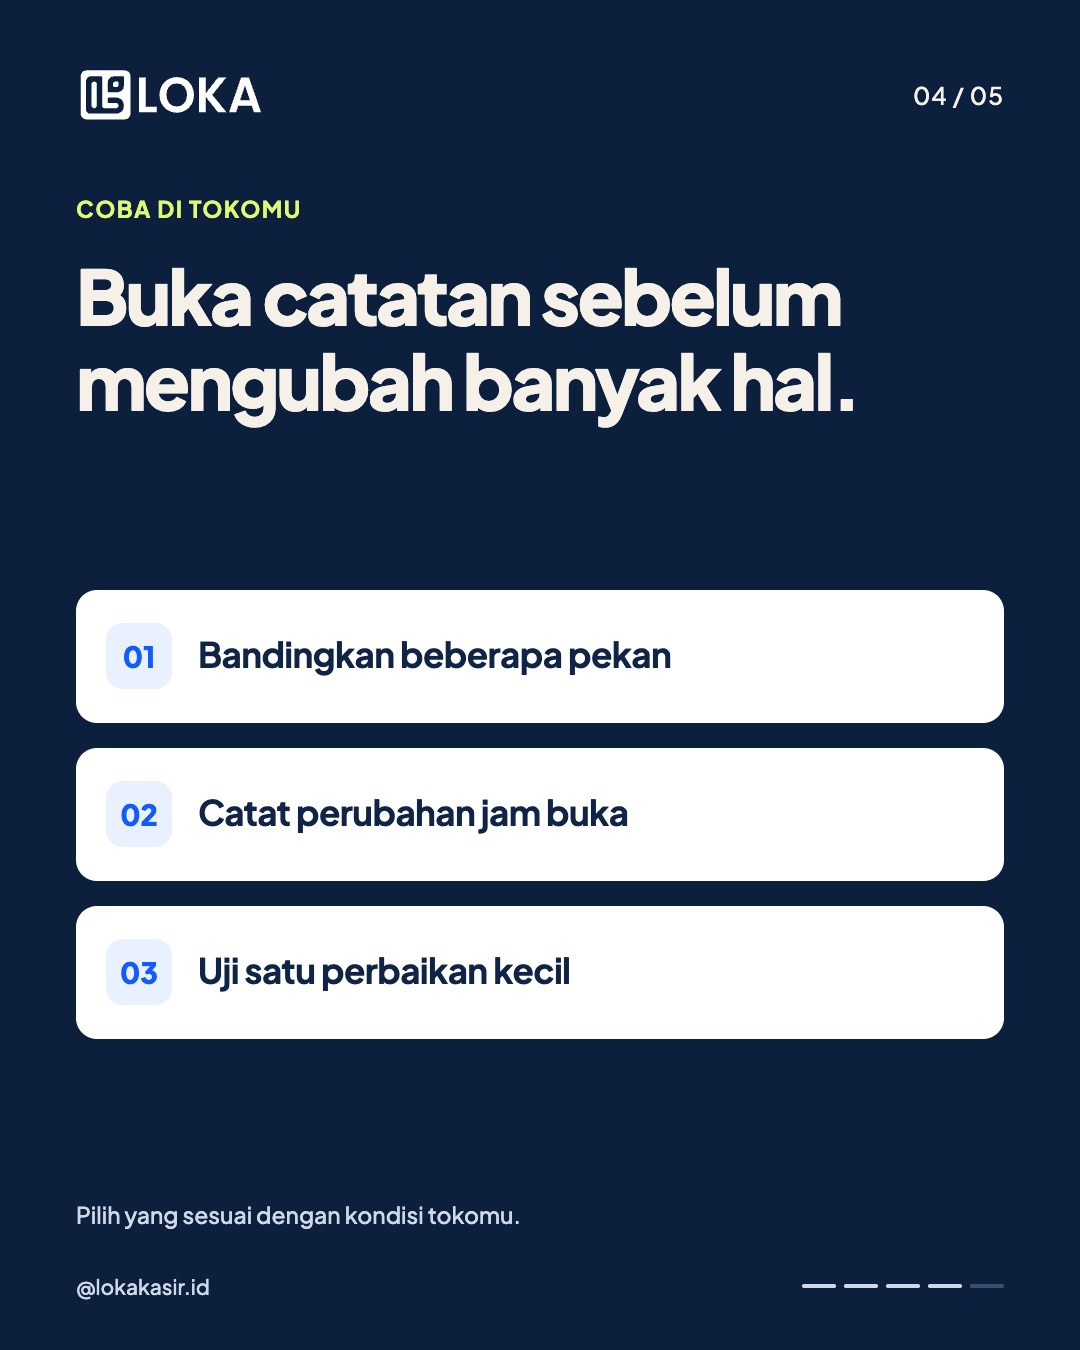 LOKA
04 / 05
COBA DI TOKOMU
Buka catatan sebelum
mengubah banyak hal.
01 Bandingkan beberapa pekan
02 Catat perubahan jam buka
03 Uji satu perbaikan kecil
Pilih yang sesuai dengan kondisi tokomu.
@lokakasir.id